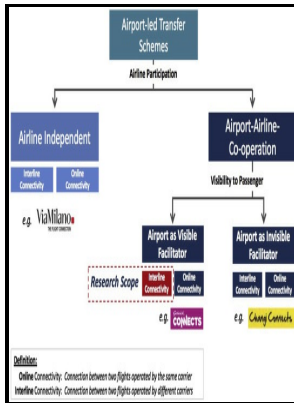 Airport-led Transfer
Schemes
Airline Participation
Airline Independent
Interline
Connectivity
Online
Connectivity
e.g. ViaMilano
THE FLIGHT CONNECTION
Airport-Airline-
Co-operation
Visibility to Passenger
Airport as Visible
Facilitator
Research Scope
Interline
Connectivity
Online
Connectivity
e.g.
CONNECTS
Airport as Invisible
Facilitator
Interline
Connectivity
Online
Connectivity
e.g. Changi Connects
Definition:
Online Connectivity: Connection between two flights operated by the same carrier
Interline Connectivity: Connection between two flights operated by different carriers